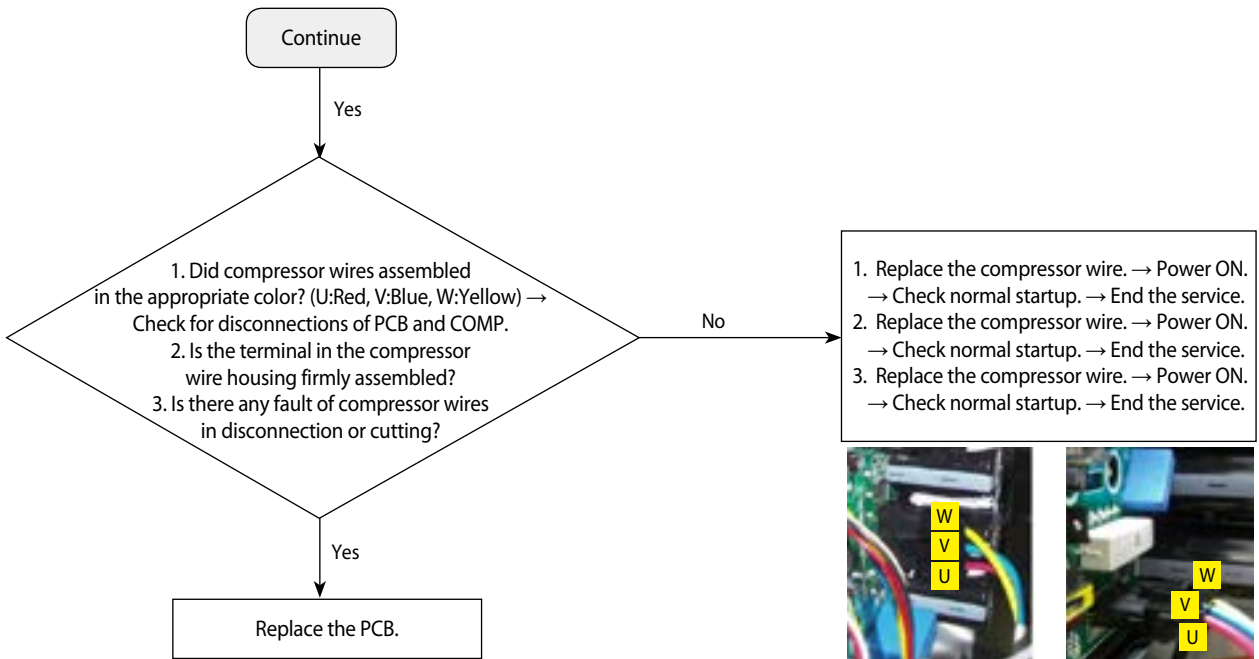 Continue
Yes
1. Did compressor wires assembled
in the appropriate color? (U:Red, V:Blue, W:Yellow) →
Check for disconnections of PCB and COMP.
2. Is the terminal in the compressor
wire housing firmly assembled?
3. Is there any fault of compressor wires
in disconnection or cutting?
No
1. Replace the compressor wire. → Power ON.
→ Check normal startup. → End the service.
2. Replace the compressor wire. → Power ON.
→ Check normal startup. → End the service.
3. Replace the compressor wire. → Power ON.
→ Check normal startup. → End the service.
W
V
U
W
V
U
Yes
Replace the PCB.